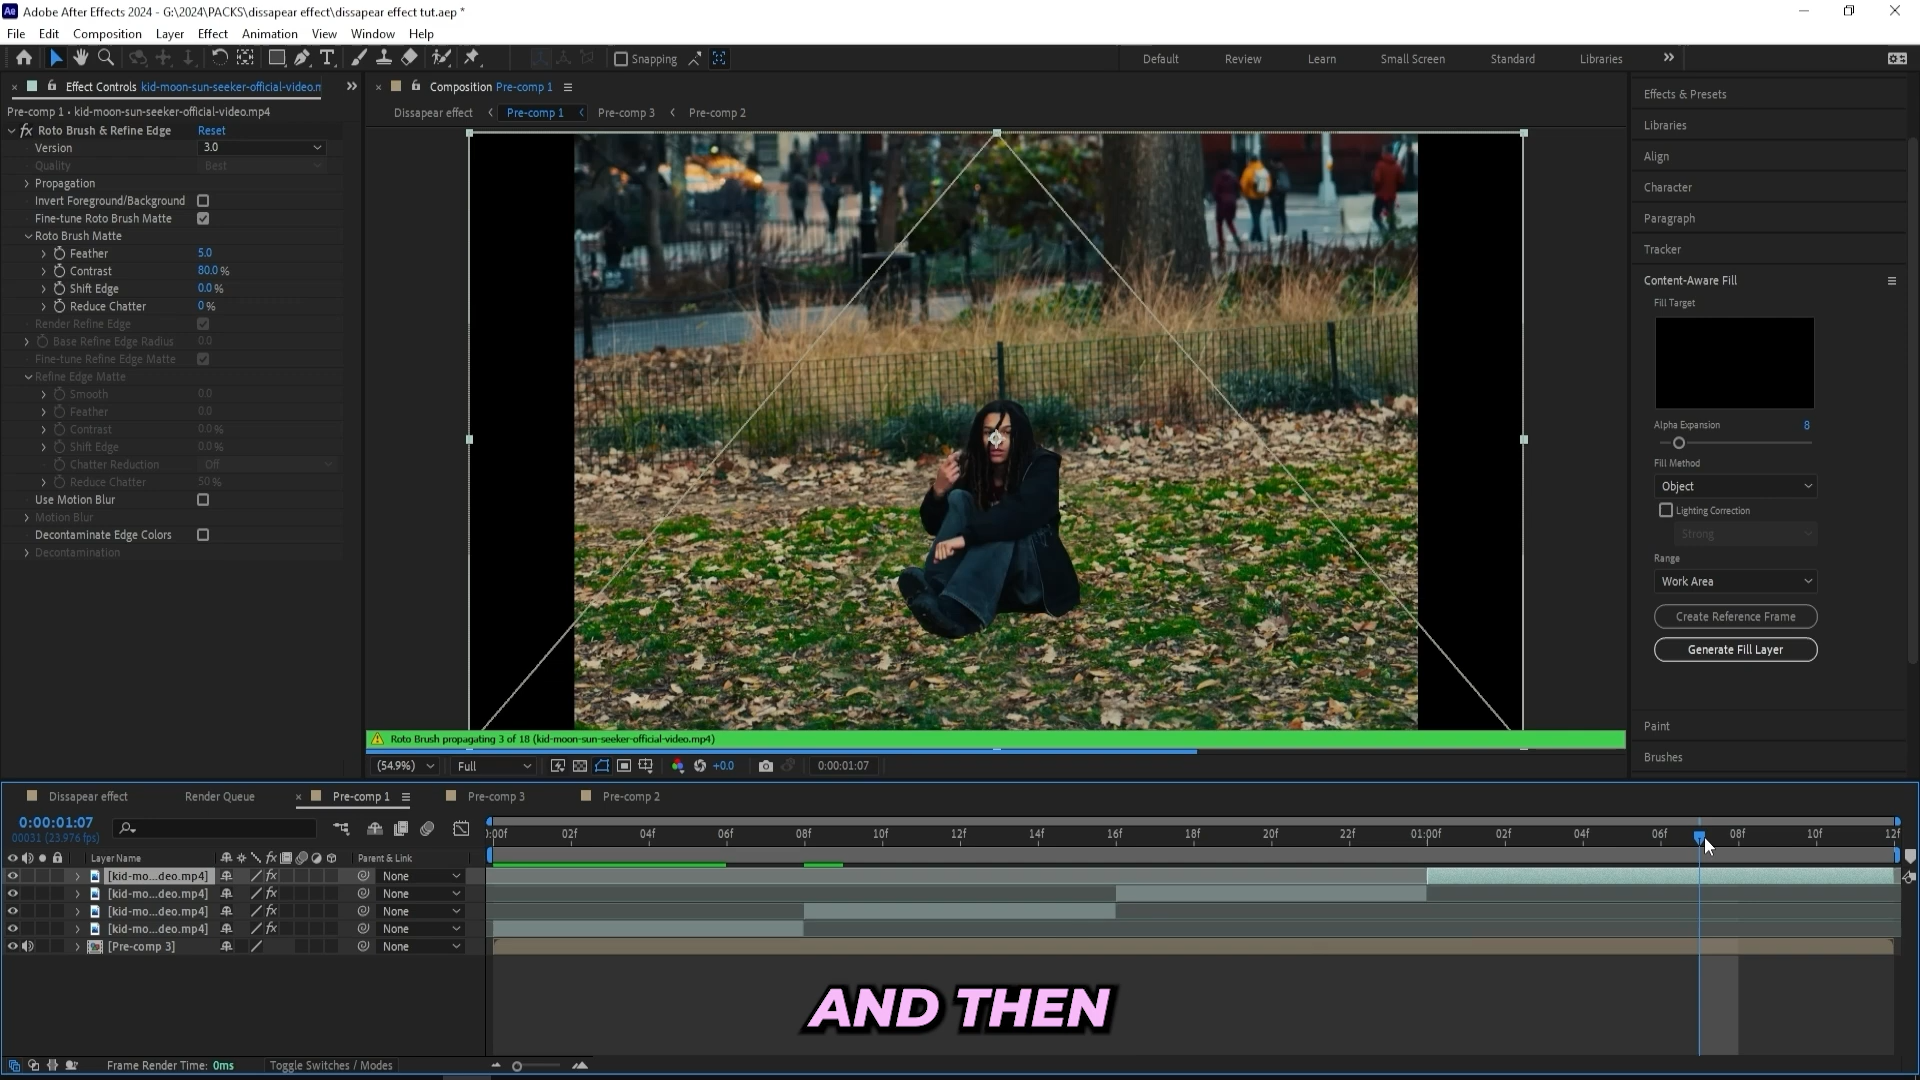 Ae Adobe After Effects 2024 - G:\2024\PACKS\dissapear effect\dissapear effect tut.aep *
File Edit Composition Layer Effect Animation View Window Help
Snapping
Default Review Learn Small Screen Standard Libraries
Effect Controls kid-moon-sun-seeker-official-video.m
Pre-comp 1 • kid-moon-sun-seeker-official-video.mp4
fx Roto Brush & Refine Edge Reset
Version 3.0
Quality Best
Propagation
Invert Foreground/Background
Fine-tune Roto Brush Matte
Roto Brush Matte
Feather 5.0
Contrast 80.0 %
Shift Edge 0.0 %
Reduce Chatter 0 %
Render Refine Edge
Base Refine Edge Radius 0.0
Fine-tune Refine Edge Matte
Refine Edge Matte
Smooth 0.0
Feather 0.0
Contrast 0.0 %
Shift Edge 0.0 %
Chatter Reduction Off
Reduce Chatter 50 %
Use Motion Blur
Motion Blur
Decontaminate Edge Colors
Decontamination
Composition Pre-comp 1
Dissapear effect Pre-comp 1 Pre-comp 3 Pre-comp 2
Roto Brush propagating 3 of 18 (kid-moon-sun-seeker-official-video.mp4)
(54.9%) Full +0.0 0:00:01:07
Effects & Presets
Libraries
Align
Character
Paragraph
Tracker
Content-Aware Fill
Fill Target
Alpha Expansion 8
Fill Method
Object
Lighting Correction
Strong
Range
Work Area
Create Reference Frame
Generate Fill Layer
Paint
Brushes
Dissapear effect Render Queue Pre-comp 1 Pre-comp 3 Pre-comp 2
0:00:01:07
00031 (23.976 fps)
:00f 02f 04f 06f 08f 10f 12f 14f 16f 18f 20f 22f 01:00f 02f 04f 06f 08f 10f 12f
Layer Name fx Parent & Link
[kid-mo...deo.mp4] fx None
[kid-mo...deo.mp4] fx None
[kid-mo...deo.mp4] fx None
[kid-mo...deo.mp4] fx None
[Pre-comp 3] None
AND THEN
Frame Render Time: 0ms Toggle Switches / Modes